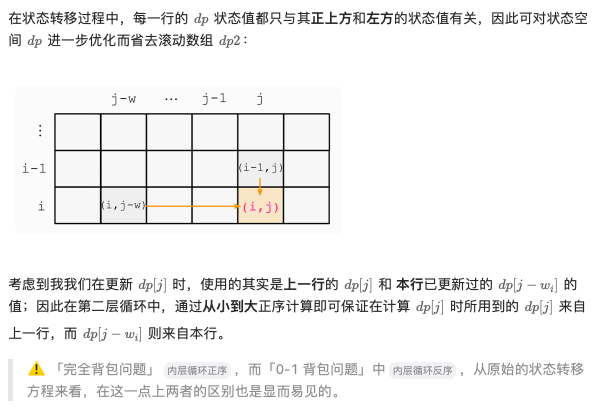 在状态转移过程中，每一行的 dp 状态值都只与其正上方和左方的状态值有关，因此可对状态空
间 dp 进一步优化而省去滚动数组 dp2：
j-w ⋯ j-1 j
⋮
i-1 (i-1,j)
i (i,j-w) (i,j)
考虑到我我们在更新 dp[j] 时，使用的其实是上一行的 dp[j] 和 本行已更新过的 dp[j − wᵢ] 的
值；因此在第二层循环中，通过从小到大正序计算即可保证在计算 dp[j] 时所用到的 dp[j] 来自
上一行，而 dp[j − wᵢ] 则来自本行。
⚠️ 「完全背包问题」 内层循环正序 ，而「0-1 背包问题」中 内层循环反序 ，从原始的状态转移
方程来看，在这一点上两者的区别也是显而易见的。